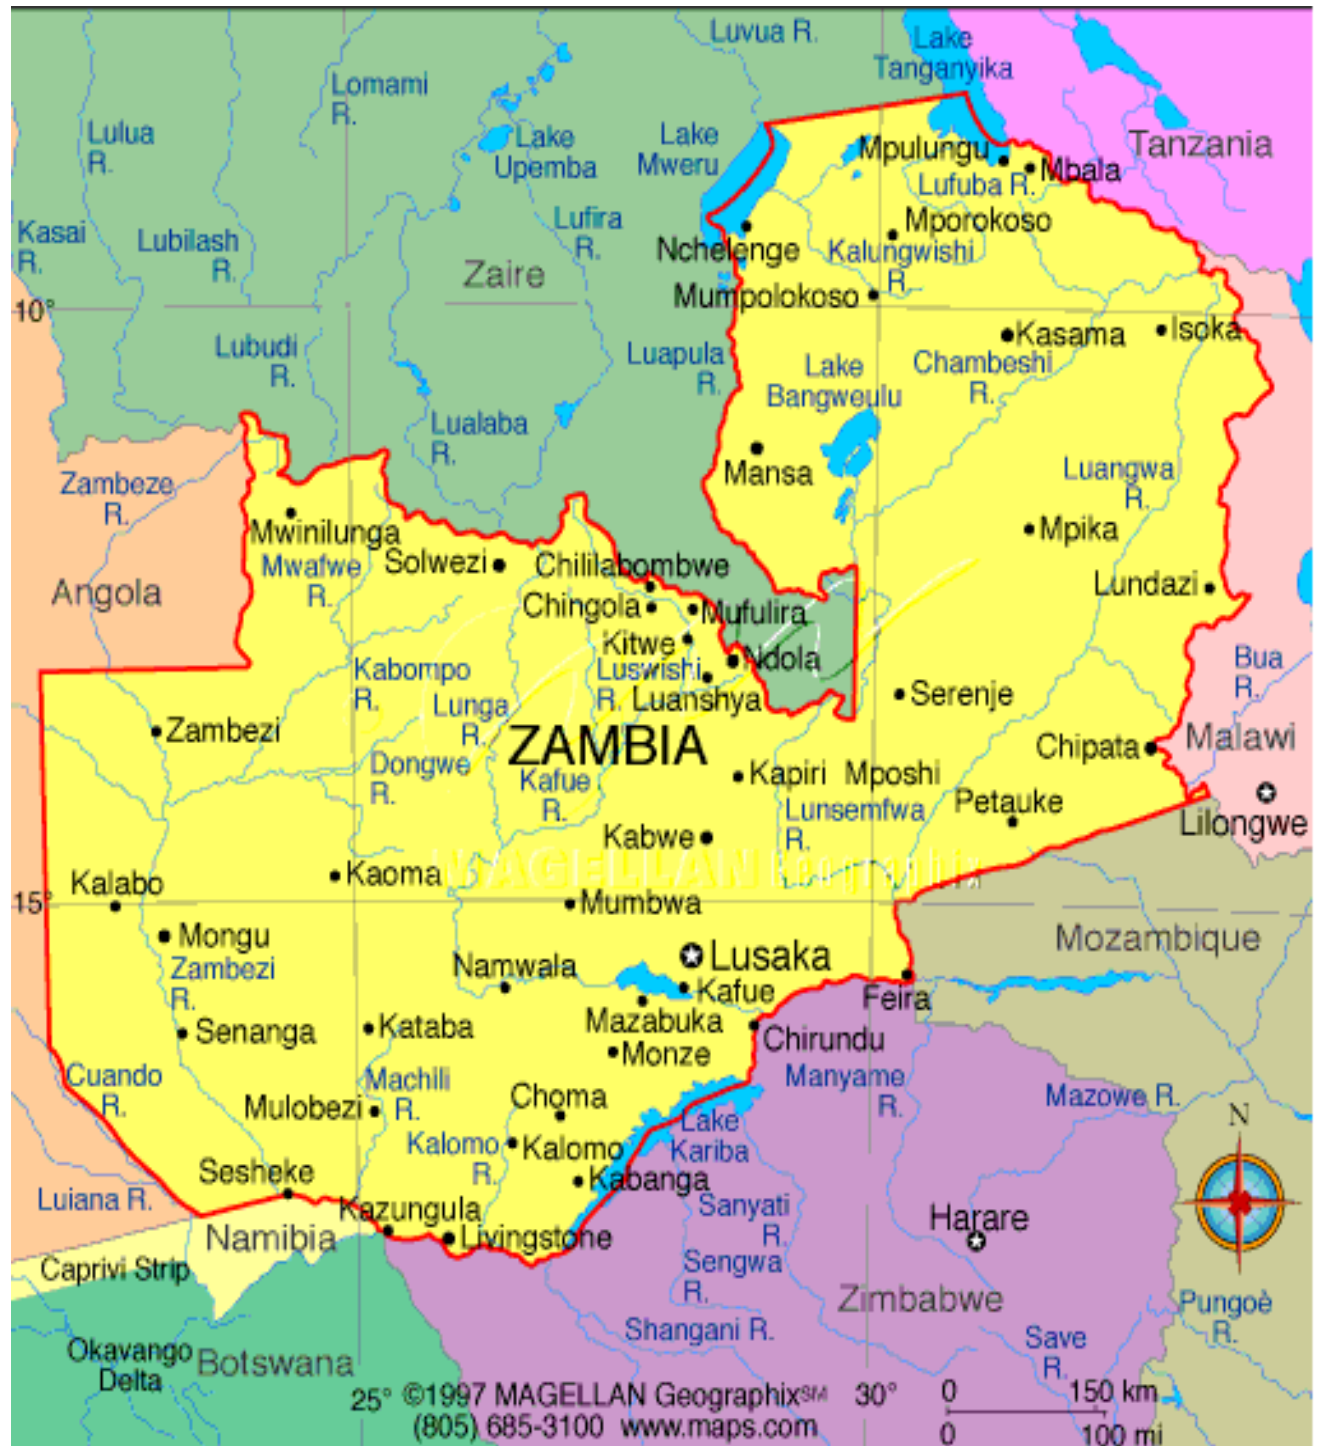 Luvua R.
Lake
Tanganyika
Lomami
R.
Lulua
R.
Lake
Upemba
Lake
Mweru
Tanzania
Mpulungu
Mbala
Lufuba R.
Kasai
R.
Lubilash
R.
Lufira
R.
Mporokoso
Nchelenge
Kalungwishi
R.
Zaire
Mumpolokoso
10°
Lubudi
R.
Luapula
R.
Kasama
Isoka
Lake
Bangweulu
Chambeshi
R.
Lualaba
R.
Mansa
Luangwa
R.
Zambeze
R.
Mwinilunga
Mwafwe
R.
Solwezi
Chililabombwe
Mpika
Angola
Chingola
Mufulira
Lundazi
Kitwe
Ndola
Luswishi
R.
Luanshya
Kabompo
R.
Lunga
R.
Serenje
Bua
R.
Zambezi
ZAMBIA
Chipata
Malawi
Dongwe
R.
Kafue
R.
Kapiri Mposhi
Lunsemfwa
R.
Petauke
Lilongwe
Kabwe
MAGELLAN Geographix
Kalabo
Kaoma
15°
Mumbwa
Mongu
Zambezi
R.
Lusaka
Mozambique
Namwala
Kafue
Feira
Senanga
Kataba
Mazabuka
Chirundu
Monze
Cuando
R.
Machili
R.
Manyame
R.
Mazowe R.
Mulobezi
Choma
N
Lake
Kariba
Kalomo
R.
Kalomo
Kabanga
Sesheke
Luiana R.
Sanyati
R.
Kazungula
Livingstone
Harare
Namibia
Caprivi Strip
Sengwa
R.
Zimbabwe
Pungoè
R.
Shangani R.
Save
R.
Okavango
Delta
Botswana
25°
©1997 MAGELLAN Geographix℠
30°
0
150 km
(805) 685-3100 www.maps.com
0
100 mi